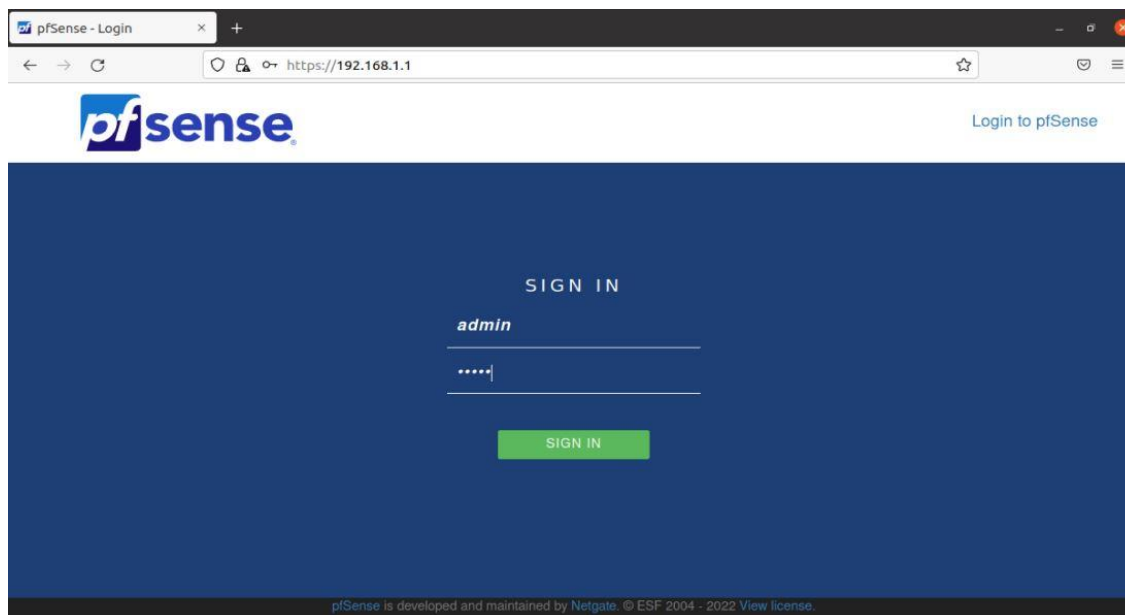 pfSense - Login
https://192.168.1.1
pfsense
Login to pfSense
SIGN IN
admin
•••••
SIGN IN
pfSense is developed and maintained by Netgate. © ESF 2004 - 2022 View license.